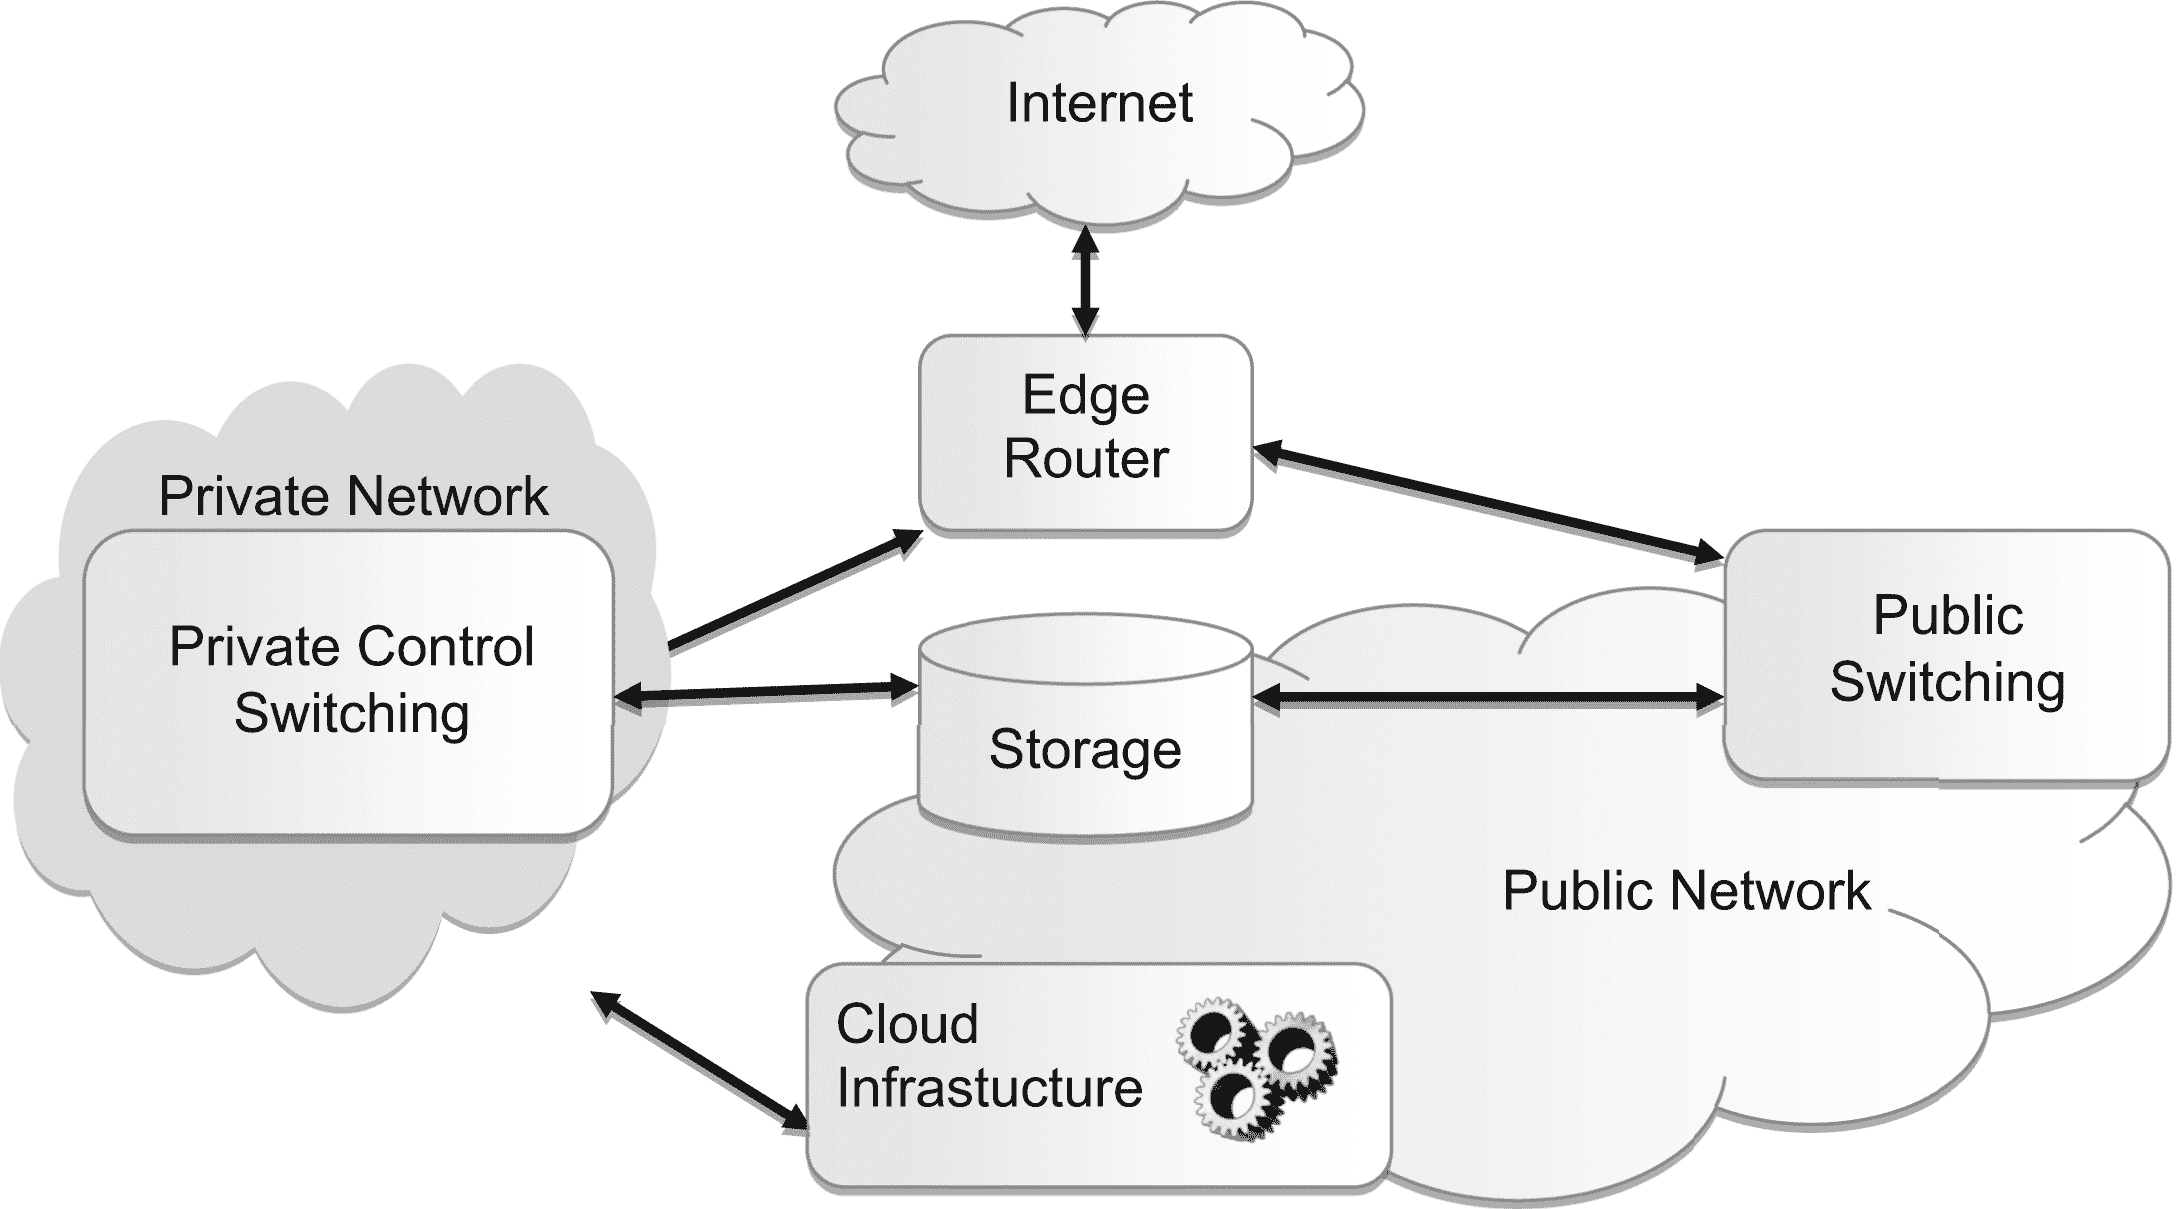 Internet
Edge
Router
Private Network
Private Control
Switching
Public
Switching
Storage
Public Network
Cloud
Infrastucture